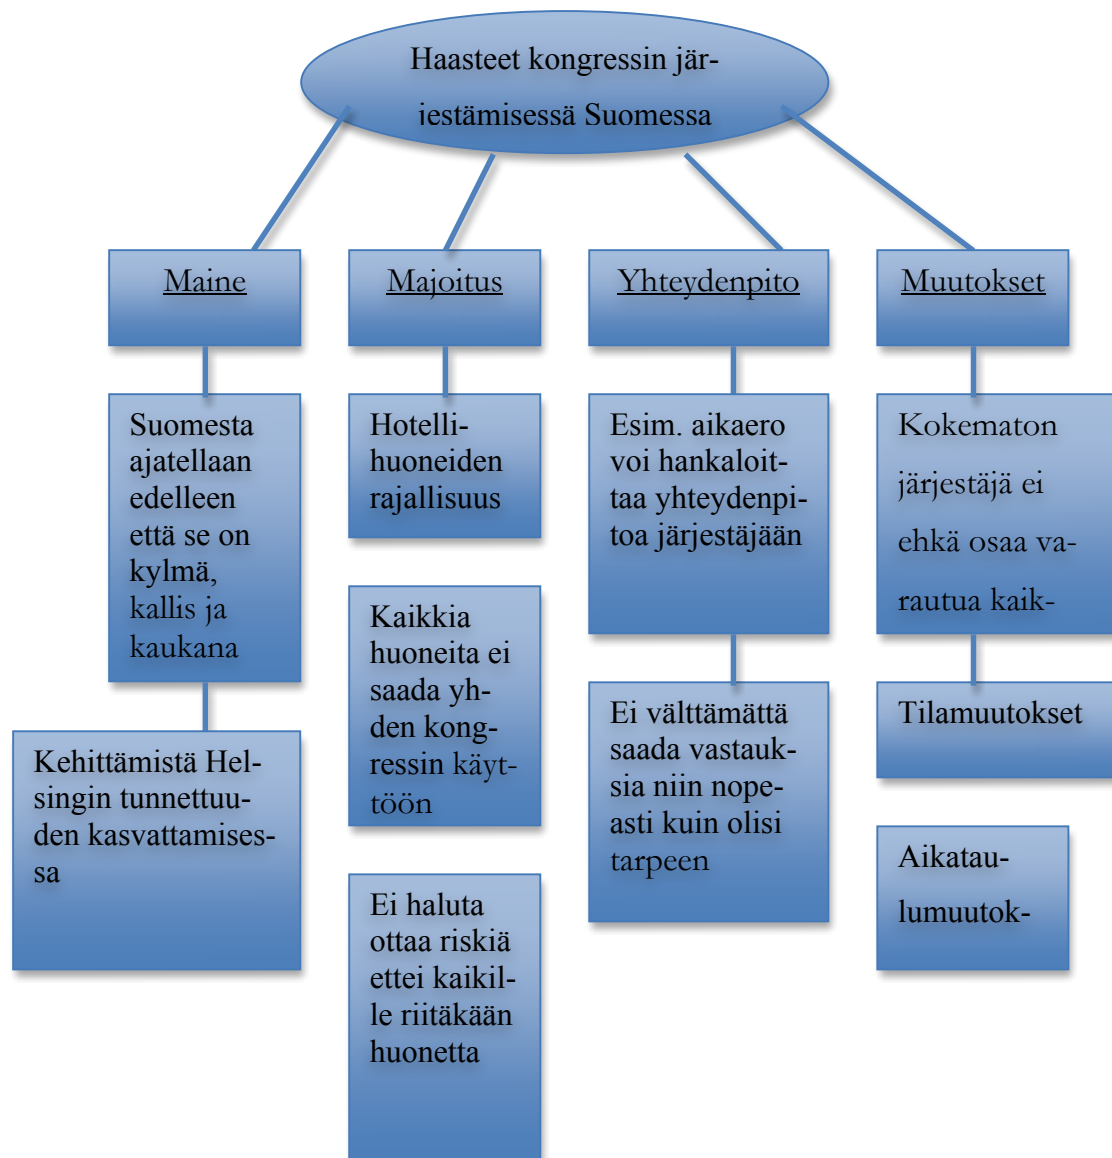 Haasteet kongressin jär-
jestämisessä Suomessa
Maine
Majoitus
Yhteydenpito
Muutokset
Suomesta
ajatellaan
edelleen
että se on
kylmä,
kallis ja
kaukana
Kehittämistä Hel-
singin tunnettuu-
den kasvattamises-
sa
Hotelli-
huoneiden
rajallisuus
Kaikkia
huoneita ei
saada yh-
den kong-
ressin käyt-
töön
Ei haluta
ottaa riskiä
ettei kaikil-
le riitäkään
huonetta
Esim. aikaero
voi hankaloit-
taa yhteydenpi-
toa järjestäjään
Ei välttämättä
saada vastauk-
sia niin nope-
asti kuin olisi
tarpeen
Kokematon
järjestäjä ei
ehkä osaa va-
rautua kaik-
Tilamuutokset
Aikatau-
lumuutok-